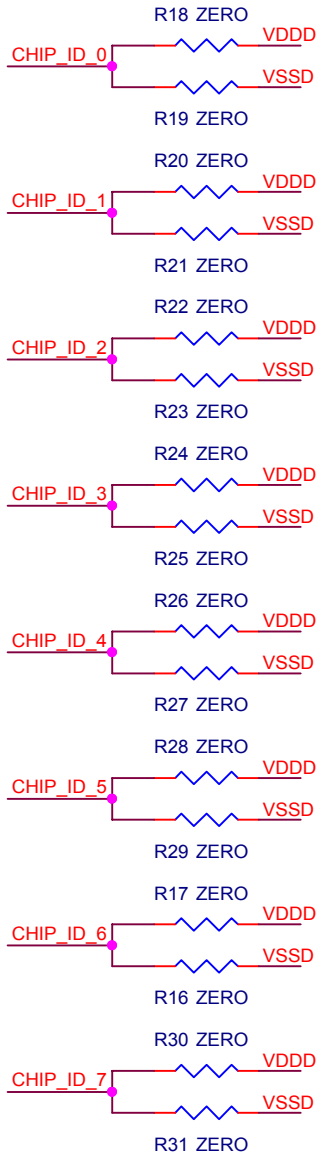 R18 ZERO
VDDD
CHIP_ID_0
VSSD
R19 ZERO
R20 ZERO
VDDD
CHIP_ID_1
VSSD
R21 ZERO
R22 ZERO
VDDD
CHIP_ID_2
VSSD
R23 ZERO
R24 ZERO
VDDD
CHIP_ID_3
VSSD
R25 ZERO
R26 ZERO
VDDD
CHIP_ID_4
VSSD
R27 ZERO
R28 ZERO
VDDD
CHIP_ID_5
VSSD
R29 ZERO
R17 ZERO
VDDD
CHIP_ID_6
VSSD
R16 ZERO
R30 ZERO
VDDD
CHIP_ID_7
VSSD
R31 ZERO